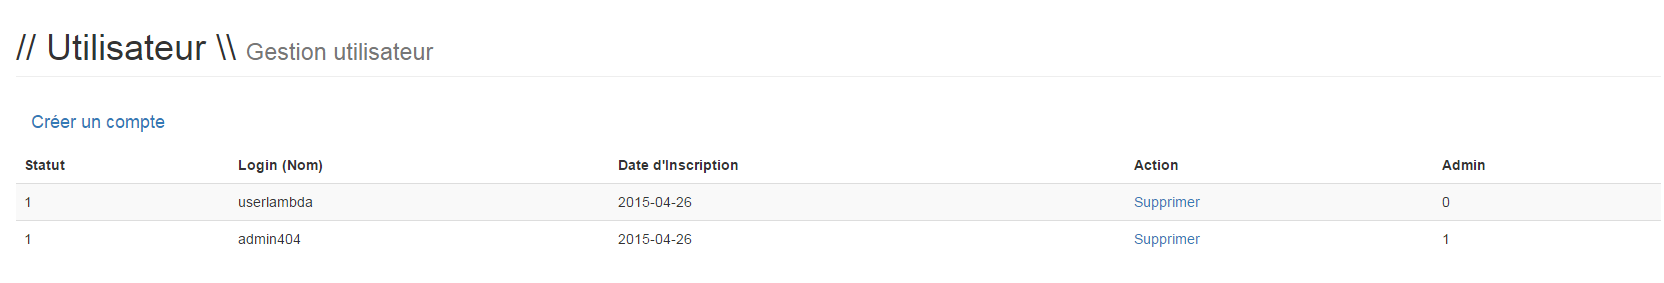 // Utilisateur \\ Gestion utilisateur
Créer un compte
Statut Login (Nom) Date d'Inscription Action Admin
1 userlambda 2015-04-26 Supprimer 0
1 admin404 2015-04-26 Supprimer 1